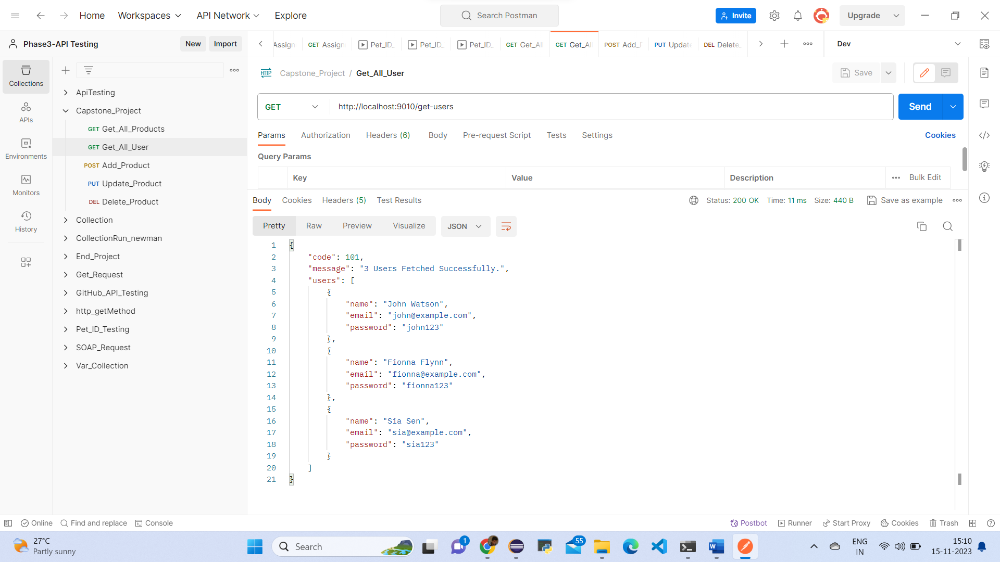 Home Workspaces API Network Explore Search Postman Invite Upgrade
Phase3-API Testing New Import Assign GET Assign Pet_ID_ Pet_ID_ Pet_ID_ GET Get_Al GET Get_Al POST Add_P PUT Update DEL Delete_ Dev
HTTP Capstone_Project / Get_All_User Save
GET http://localhost:9010/get-users Send
Params Authorization Headers (6) Body Pre-request Script Tests Settings Cookies
Query Params
Key Value Description Bulk Edit
Body Cookies Headers (5) Test Results Status: 200 OK Time: 11 ms Size: 440 B Save as example
Pretty Raw Preview Visualize JSON
Collections
APIs
Environments
Monitors
History
ApiTesting
Capstone_Project
GET Get_All_Products
GET Get_All_User
POST Add_Product
PUT Update_Product
DEL Delete_Product
Collection
CollectionRun_newman
End_Project
Get_Request
GitHub_API_Testing
http_getMethod
Pet_ID_Testing
SOAP_Request
Var_Collection
1 {
2 "code": 101,
3 "message": "3 Users Fetched Successfully.",
4 "users": [
5 {
6 "name": "John Watson",
7 "email": "john@example.com",
8 "password": "john123"
9 },
10 {
11 "name": "Fionna Flynn",
12 "email": "fionna@example.com",
13 "password": "fionna123"
14 },
15 {
16 "name": "Sia Sen",
17 "email": "sia@example.com",
18 "password": "sia123"
19 }
20 ]
21 }
Online Find and replace Console Postbot Runner Start Proxy Cookies Trash
27°C
Partly sunny
Search
1
55
ENG
IN
15:10
15-11-2023